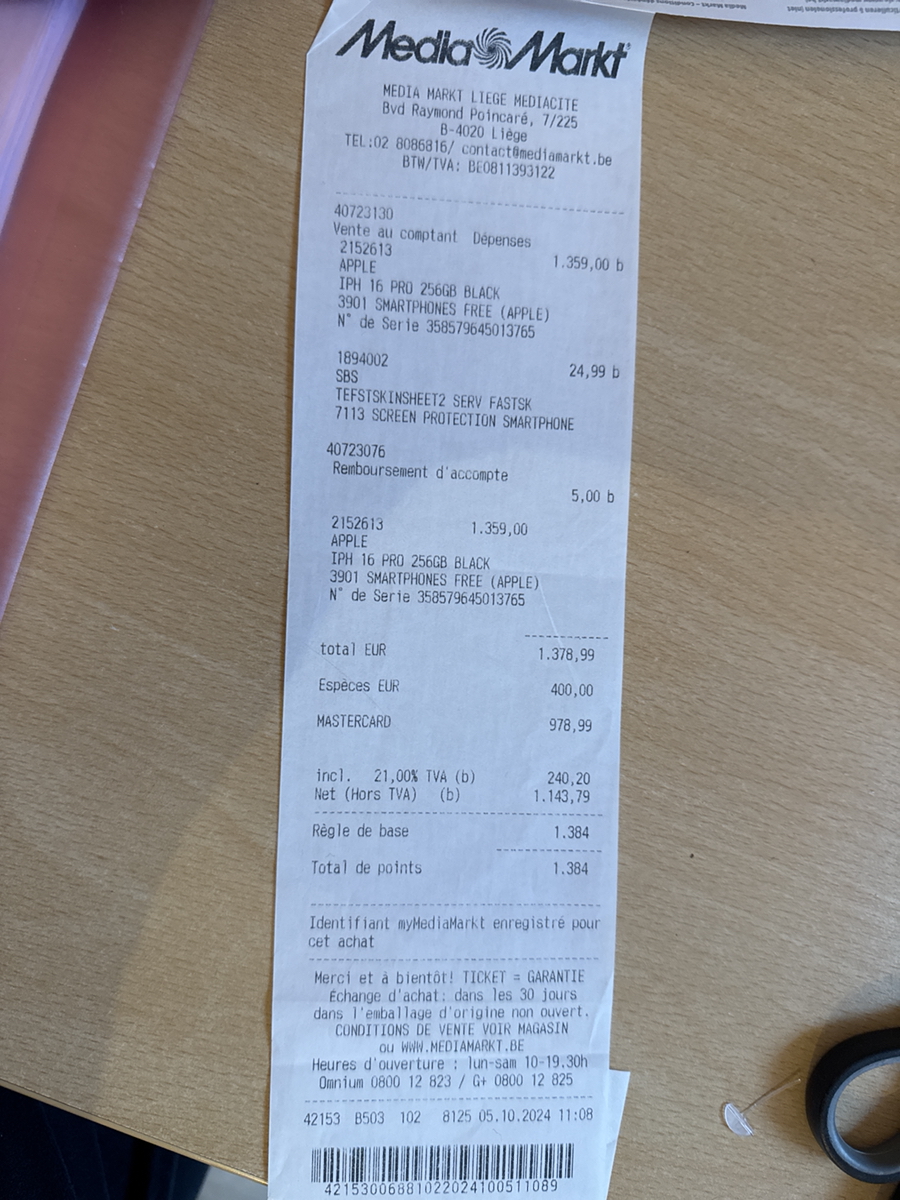 Media Markt
MEDIA MARKT LIEGE MEDIACITE
Bvd Raymond Poincaré, 7/225
B-4020 Liège
TEL:02 8086816/ contact@mediamarkt.be
BTW/TVA: BE0811393122
40723130
Vente au comptant Dépenses
2152613 1.359,00 b
APPLE
IPH 16 PRO 256GB BLACK
3901 SMARTPHONES FREE (APPLE)
N° de Serie 358579645013765
1894002 24,99 b
SBS
TEFSTSKINSHEET2 SERV FASTSK
7113 SCREEN PROTECTION SMARTPHONE
40723076
Remboursement d'accompte
5,00 b
2152613 1.359,00
APPLE
IPH 16 PRO 256GB BLACK
3901 SMARTPHONES FREE (APPLE)
N° de Serie 358579645013765
total EUR 1.378,99
Espèces EUR 400,00
MASTERCARD 978,99
incl. 21,00% TVA (b) 240,20
Net (Hors TVA) (b) 1.143,79
Règle de base 1.384
Total de points 1.384
Identifiant myMediaMarkt enregistré pour
cet achat
Merci et à bientôt! TICKET = GARANTIE
Échange d'achat: dans les 30 jours
dans l'emballage d'origine non ouvert.
CONDITIONS DE VENTE VOIR MAGASIN
ou WWW.MEDIAMARKT.BE
Heures d'ouverture : lun-sam 10-19.30h
Omnium 0800 12 823 / G+ 0800 12 825
42153 B503 102 8125 05.10.2024 11:08
4215300688102202410051​1089